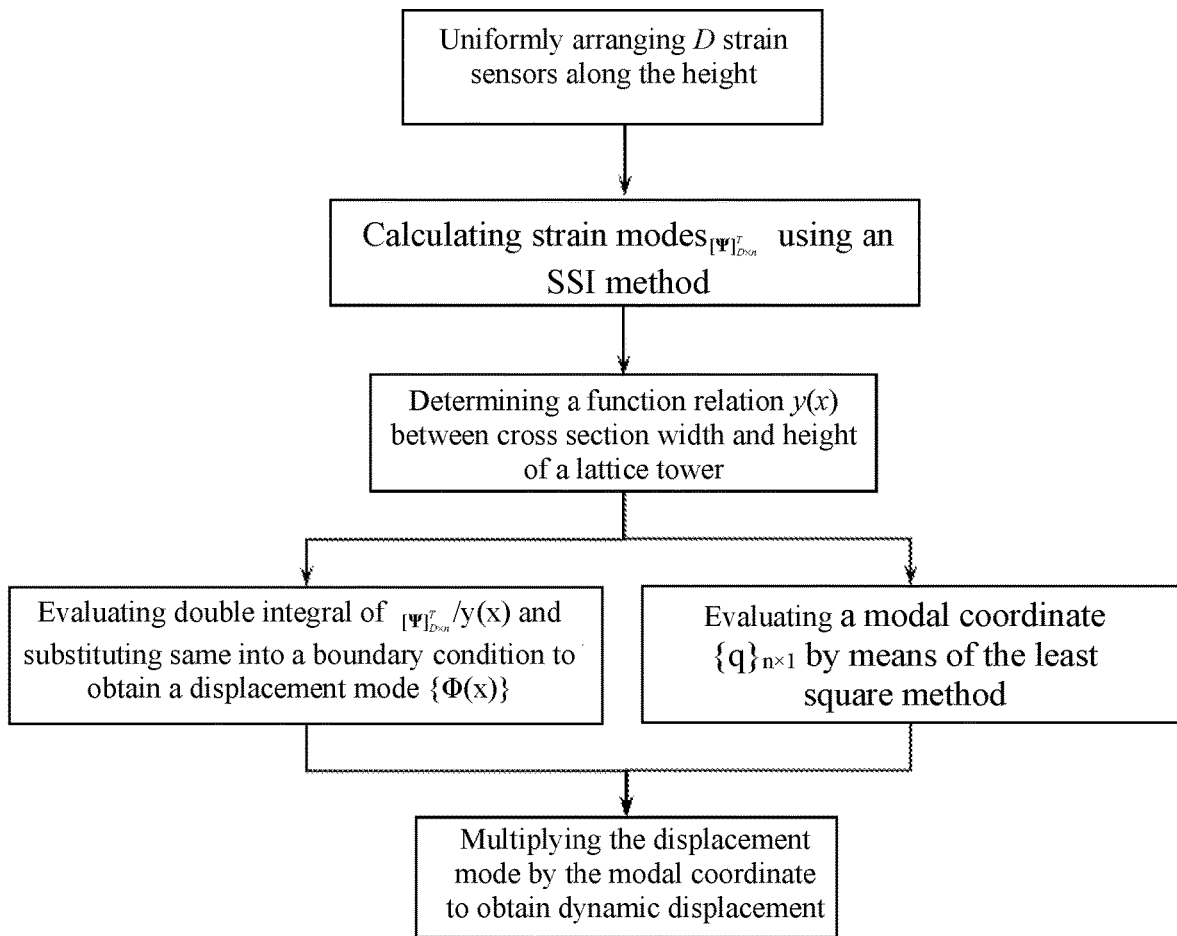 Uniformly arranging D strain
sensors along the height
Calculating strain modes[Ψ]ᵀD×n using an
SSI method
Determining a function relation y(x)
between cross section width and height
of a lattice tower
Evaluating double integral of [Ψ]ᵀD×n/y(x) and
substituting same into a boundary condition to
obtain a displacement mode {Φ(x)}
Evaluating a modal coordinate
{q}n×1 by means of the least
square method
Multiplying the displacement
mode by the modal coordinate
to obtain dynamic displacement